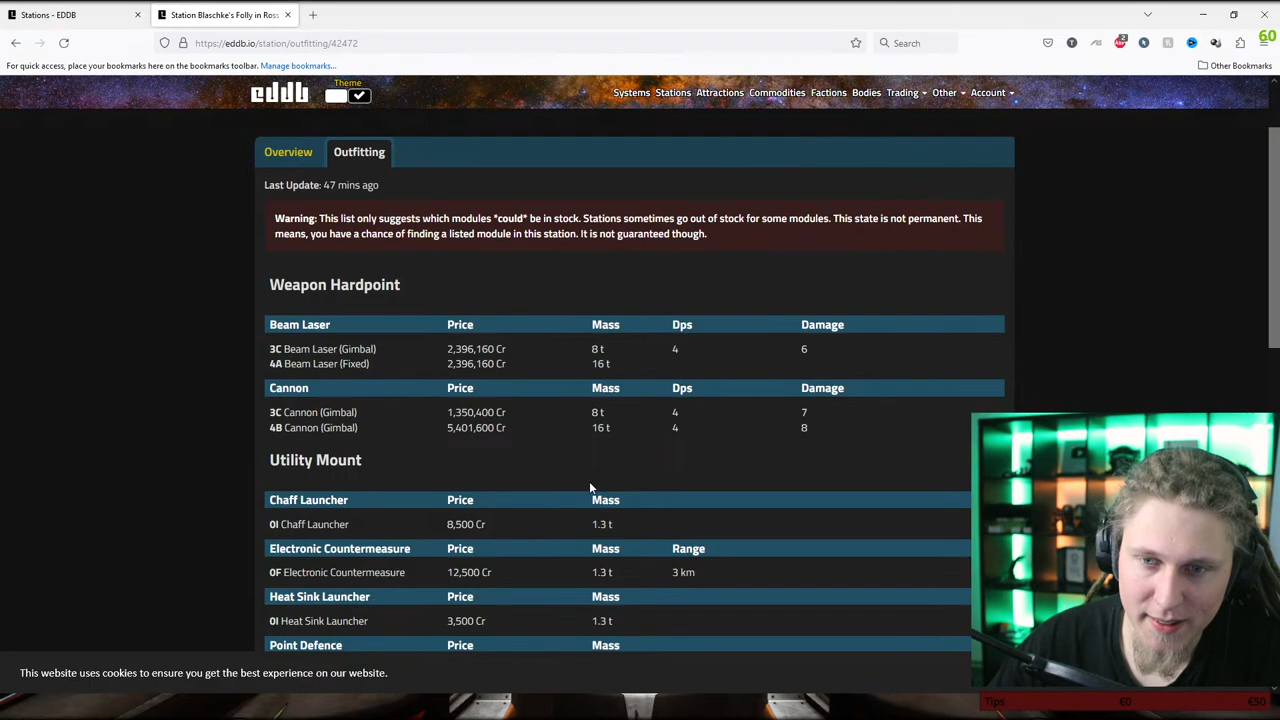 Stations - EDDB
Station Blaschke's Folly in Ross
60
https://eddb.io/station/outfitting/42472
Search
2
For quick access, place your bookmarks here on the bookmarks toolbar. Manage bookmarks...
Other Bookmarks
eddb
Theme
Systems Stations Attractions Commodities Factions Bodies Trading Other Account
Overview Outfitting
Last Update: 47 mins ago
Warning: This list only suggests which modules *could* be in stock. Stations sometimes go out of stock for some modules. This state is not permanent. This
means, you have a chance of finding a listed module in this station. It is not guaranteed though.
Weapon Hardpoint
Beam Laser Price Mass Dps Damage
3C Beam Laser (Gimbal) 2,396,160 Cr 8 t 4 6
4A Beam Laser (Fixed) 2,396,160 Cr 16 t
Cannon Price Mass Dps Damage
3C Cannon (Gimbal) 1,350,400 Cr 8 t 4 7
4B Cannon (Gimbal) 5,401,600 Cr 16 t 4 8
Utility Mount
Chaff Launcher Price Mass
0I Chaff Launcher 8,500 Cr 1.3 t
Electronic Countermeasure Price Mass Range
0F Electronic Countermeasure 12,500 Cr 1.3 t 3 km
Heat Sink Launcher Price Mass
0I Heat Sink Launcher 3,500 Cr 1.3 t
Point Defence Price Mass
This website uses cookies to ensure you get the best experience on our website.
Tips €0 €50